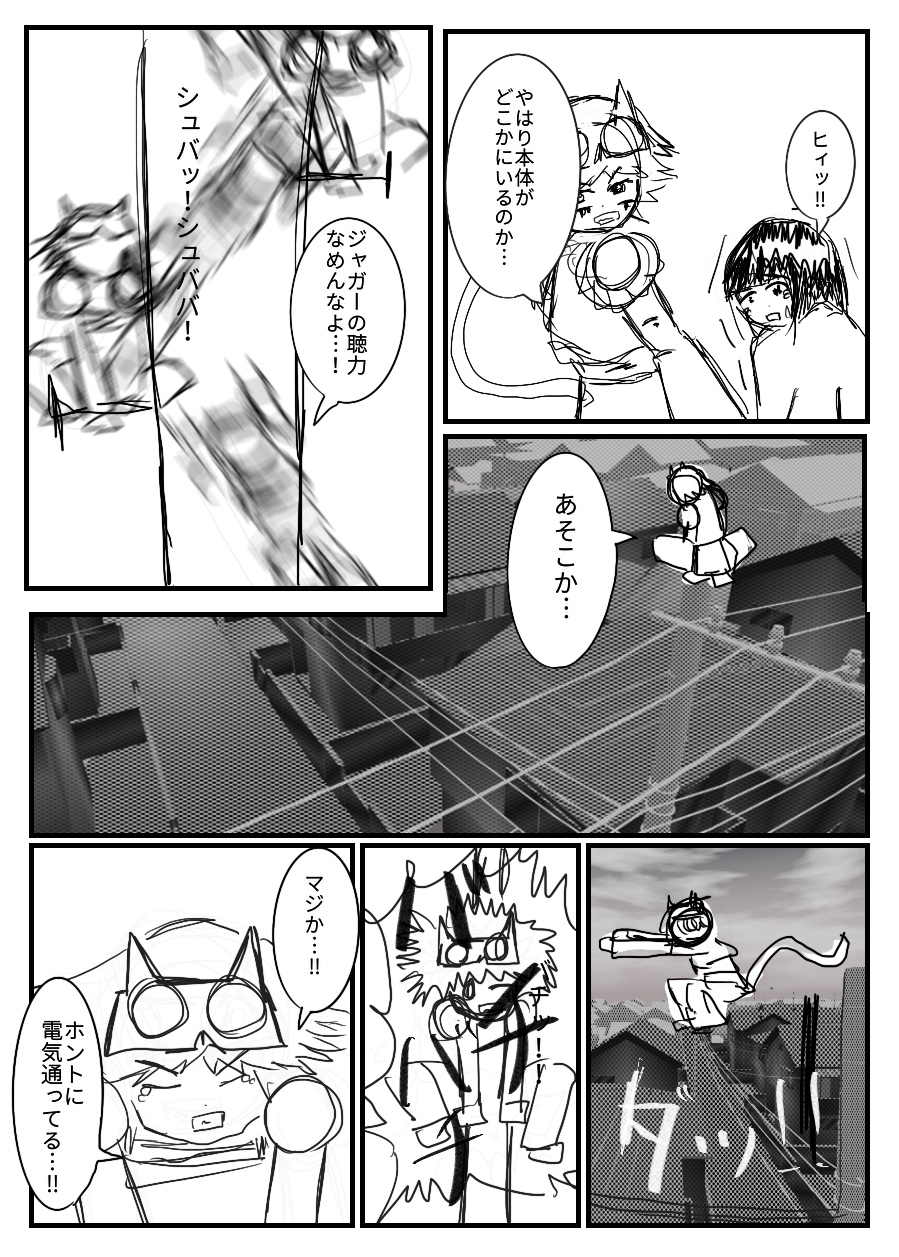 ヒィッ!!
やはり本体が
どこかにいるのか…
ジャガーの聴力
なめんなよ…!
シュバッ!シュババ!
あそこか…
ダッ!!
マジか…!!
ホントに
電気通ってる…!!